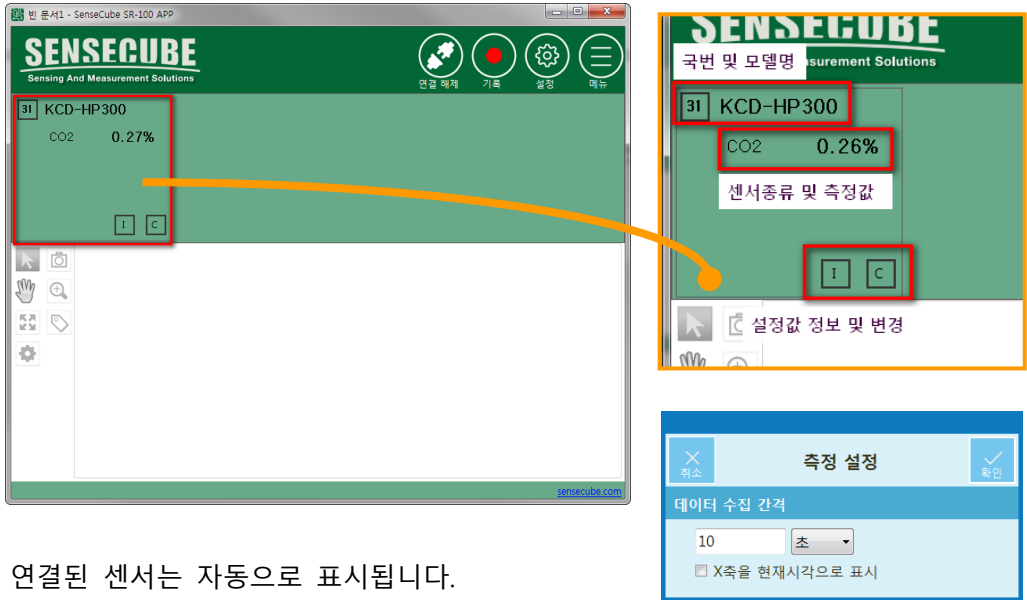 빈 문서1 - SenseCube SR-100 APP
SENSECUBE
Sensing And Measurement Solutions
연결 해제
기록
설정
메뉴
31 KCD-HP300
CO2 0.27%
I C
sensecube.com
SENSECUBE
국번 및 모델명
surement Solutions
31 KCD-HP300
CO2 0.26%
센서종류 및 측정값
I C
설정값 정보 및 변경
취소
측정 설정
확인
데이터 수집 간격
10 초
X축을 현재시각으로 표시
연결된 센서는 자동으로 표시됩니다.